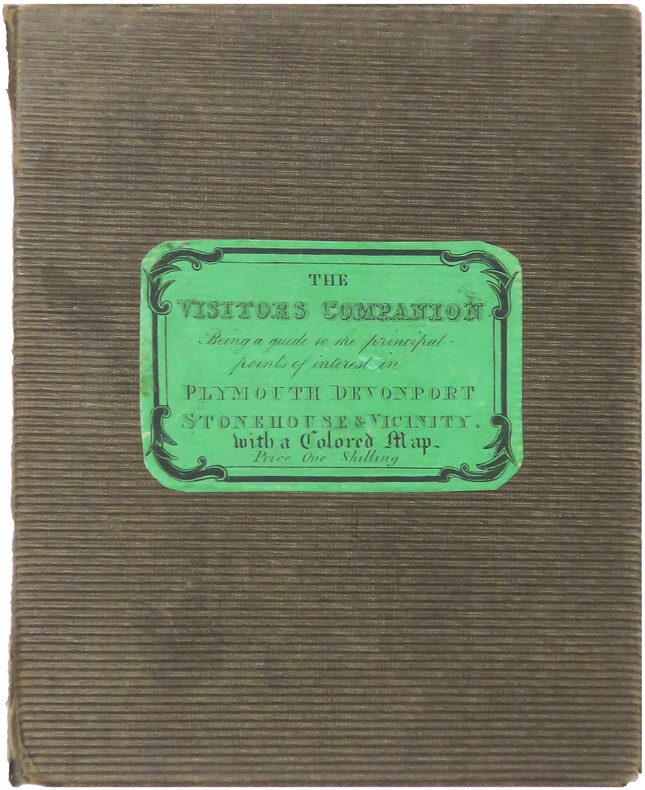 THE
VISITORS COMPANION
Being a guide to the principal
points of interest in
PLYMOUTH DEVONPORT
STONEHOUSE & VICINITY.
with a Colored Map.
Price One Shilling